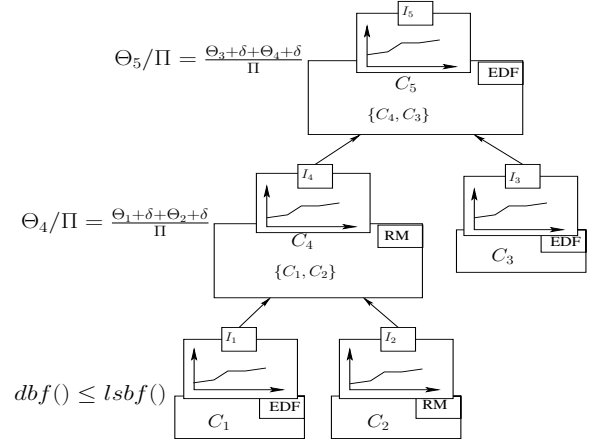 I₅
Θ₅/Π = (Θ₃+δ+Θ₄+δ)/Π
EDF
C₅
{C₄, C₃}
I₄
I₃
Θ₄/Π = (Θ₁+δ+Θ₂+δ)/Π
RM
C₄
EDF
C₃
{C₁, C₂}
I₁
I₂
dbf() ≤ lsbf()
EDF
RM
C₁
C₂